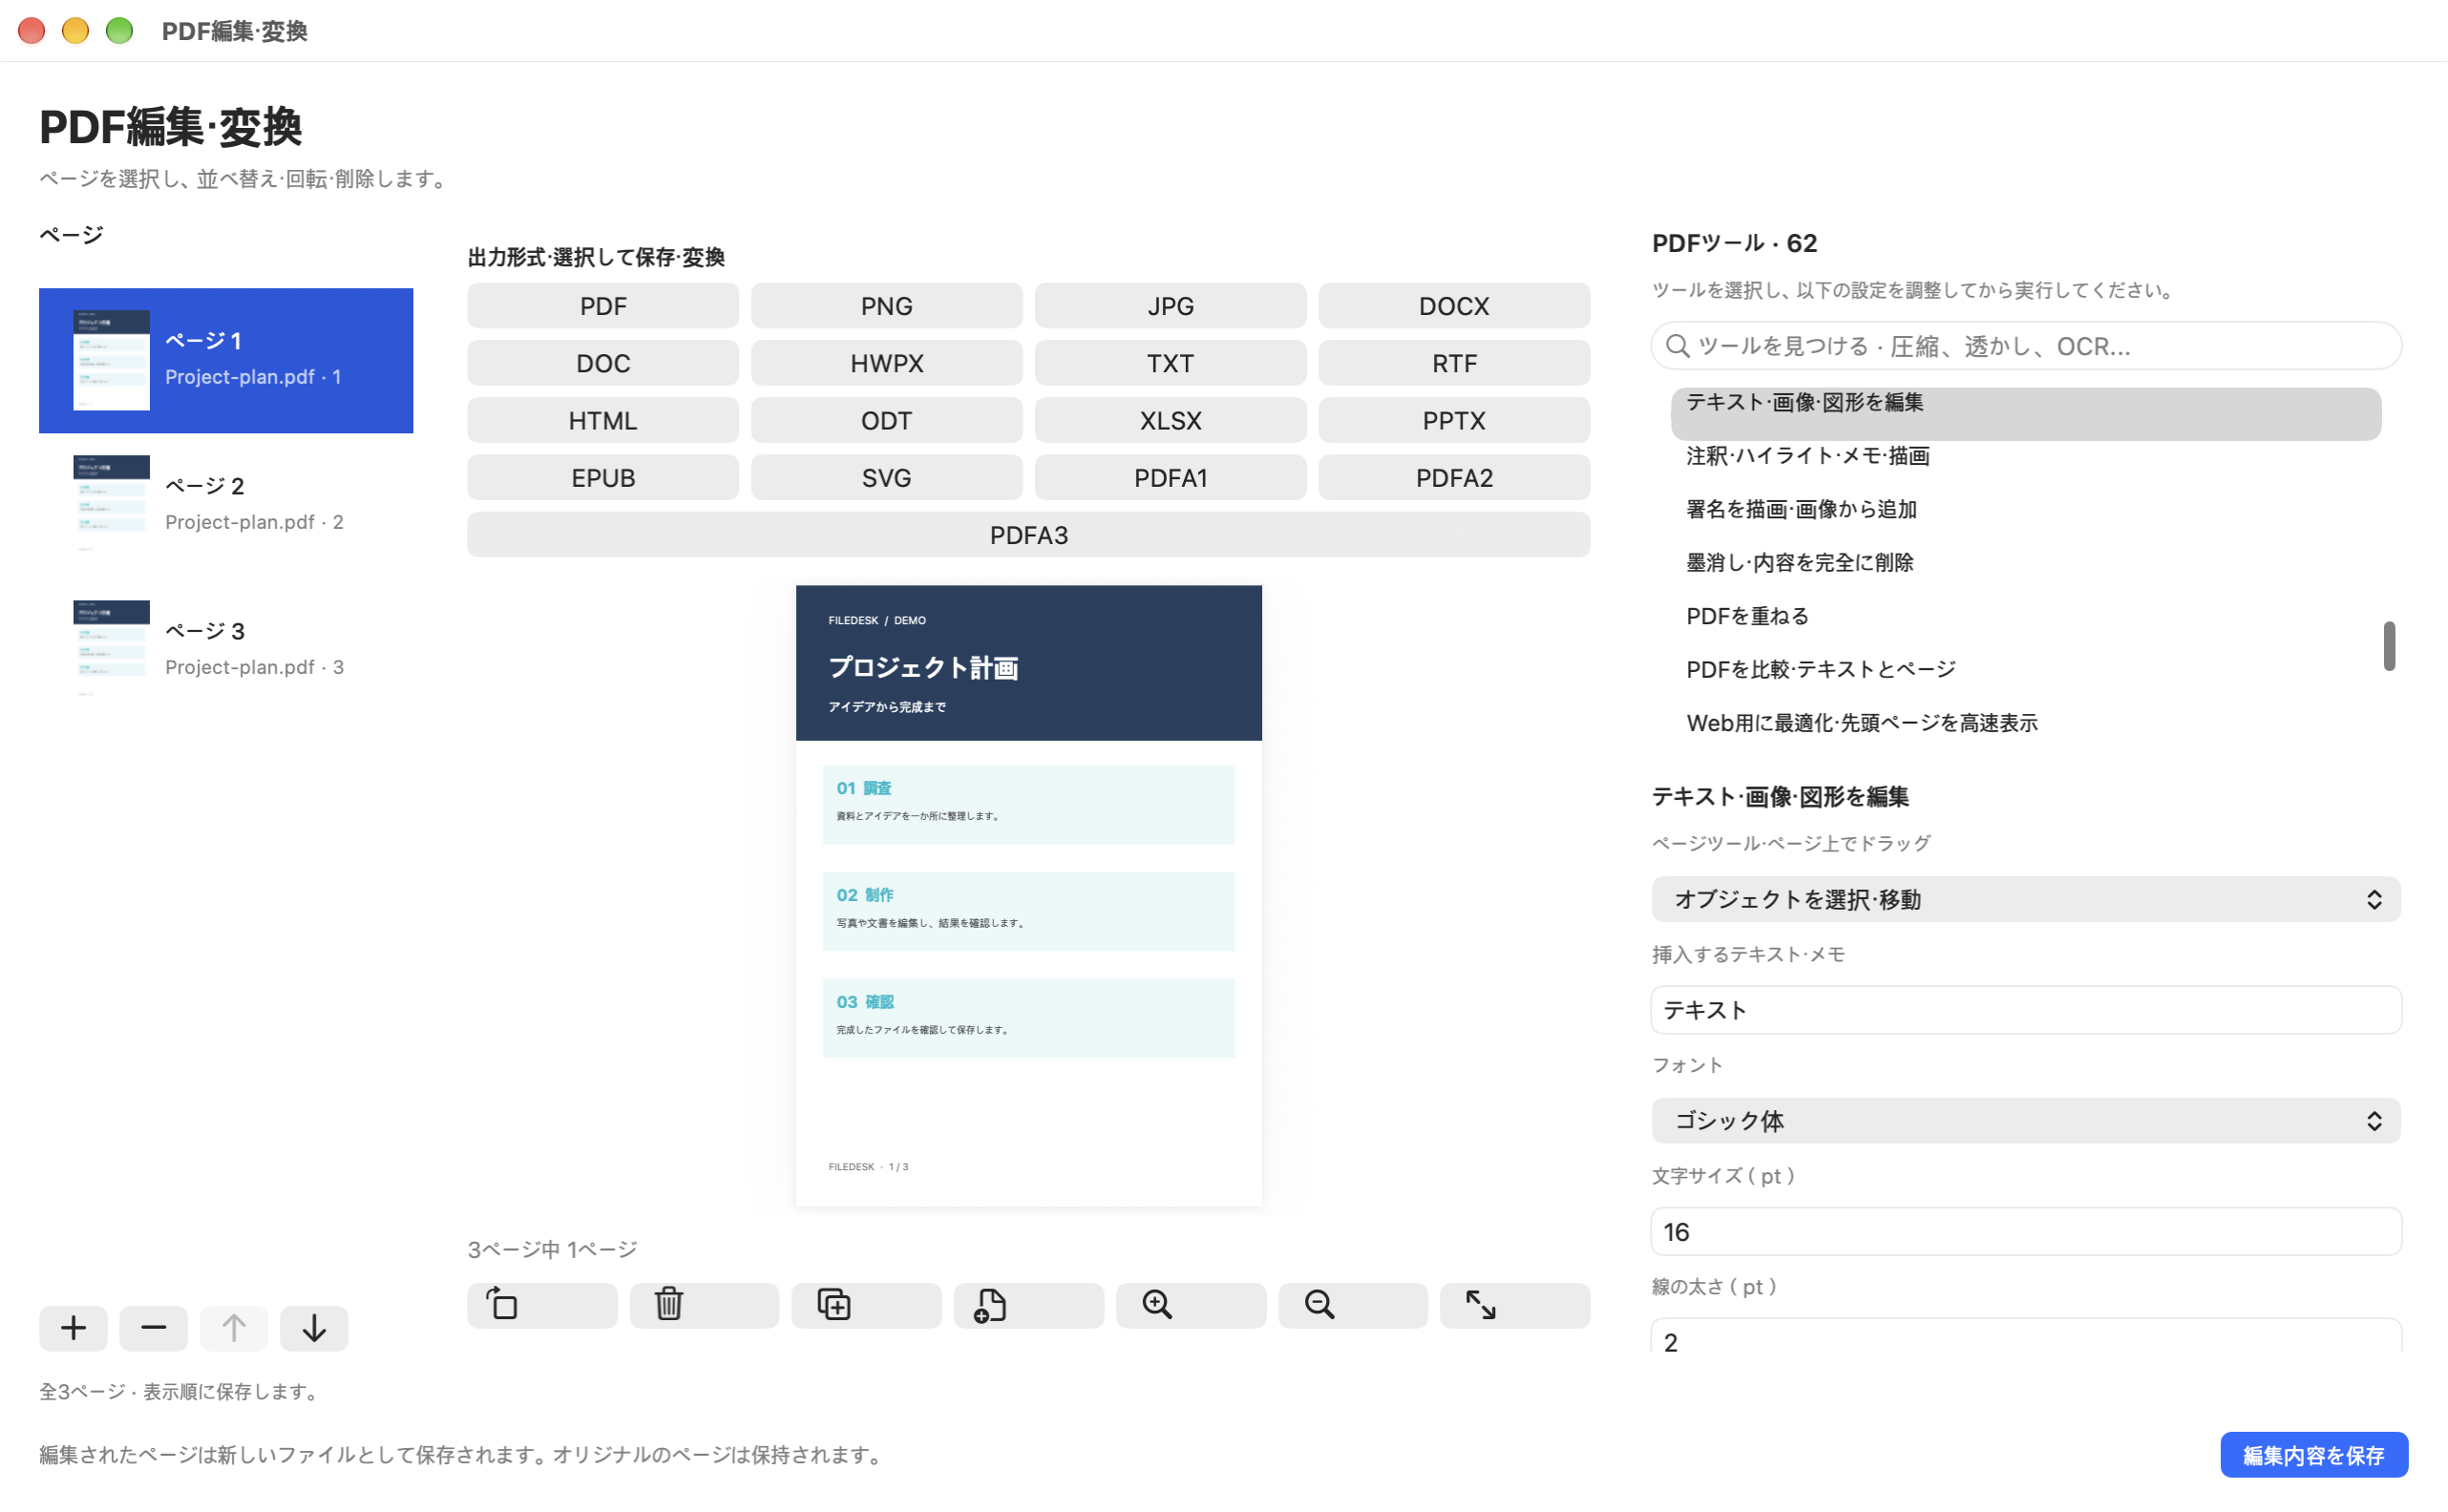 PDF編集·変換
PDF編集·変換
ページを選択し、並べ替え·回転·削除します。
ページ
ページ 1
Project-plan.pdf · 1
ページ 2
Project-plan.pdf · 2
ページ 3
Project-plan.pdf · 3
全3ページ · 表示順に保存します。
出力形式·選択して保存·変換
PDF
PNG
JPG
DOCX
DOC
HWPX
TXT
RTF
HTML
ODT
XLSX
PPTX
EPUB
SVG
PDFA1
PDFA2
PDFA3
FILEDESK / DEMO
プロジェクト計画
アイデアから完成まで
01 調査
資料とアイデアを一か所に整理します。
02 制作
写真や文書を編集し、結果を確認します。
03 確認
完成したファイルを確認して保存します。
FILEDESK · 1 / 3
3ページ中 1ページ
PDFツール · 62
ツールを選択し、以下の設定を調整してから実行してください。
ツールを見つける · 圧縮、透かし、OCR...
テキスト·画像·図形を編集
注釈·ハイライト·メモ·描画
署名を描画·画像から追加
墨消し·内容を完全に削除
PDFを重ねる
PDFを比較·テキストとページ
Web用に最適化·先頭ページを高速表示
テキスト·画像·図形を編集
ページツール·ページ上でドラッグ
オブジェクトを選択·移動
挿入するテキスト·メモ
テキスト
フォント
ゴシック体
文字サイズ ( pt )
16
線の太さ ( pt )
2
編集されたページは新しいファイルとして保存されます。オリジナルのページは保持されます。
編集内容を保存